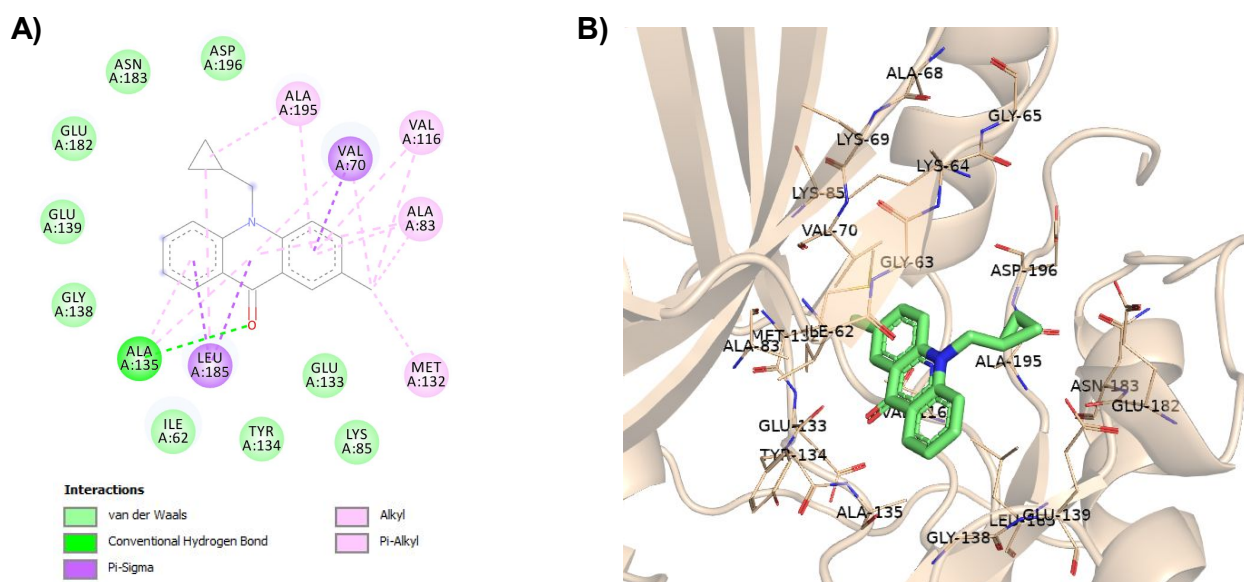 A)
ASN
A:183
ASP
A:196
ALA
A:195
GLU
A:182
VAL
A:70
VAL
A:116
GLU
A:139
N
ALA
A:83
GLY
A:138
O
ALA
A:135
LEU
A:185
GLU
A:133
MET
A:132
ILE
A:62
TYR
A:134
LYS
A:85
Interactions
van der Waals
Conventional Hydrogen Bond
Pi-Sigma
Alkyl
Pi-Alkyl
B)
ALA-68
GLY-65
LYS-69
LYS-64
LYS-85
VAL-70
GLY-63
ASP-196
ILE-62
ALA-83
ALA-195
ASN-183
GLU-182
GLU-133
TYR-134
ALA-135
GLU-139
GLY-138